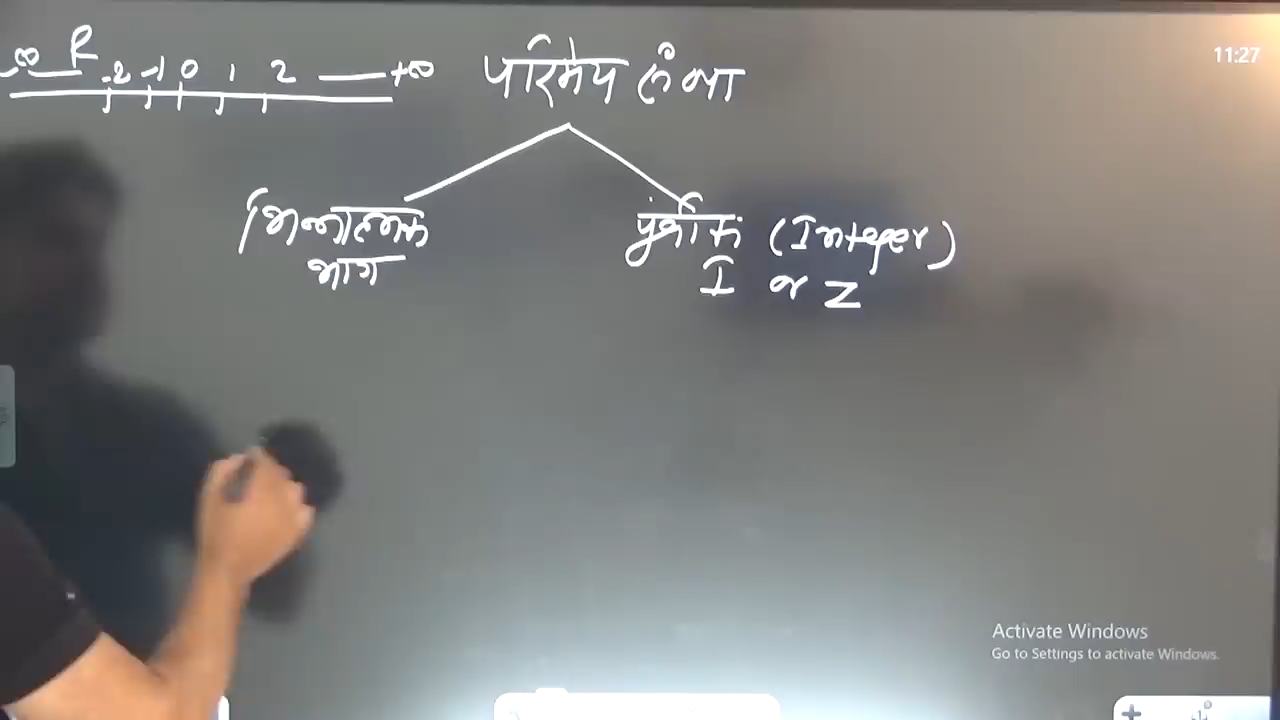 -∞ — R -2 -1 0 1 2 — +∞
परिमेय संख्या
11:27
भिन्नात्मक
भाग
पूर्णांक (Integer)
I or Z
Activate Windows
Go to Settings to activate Windows.